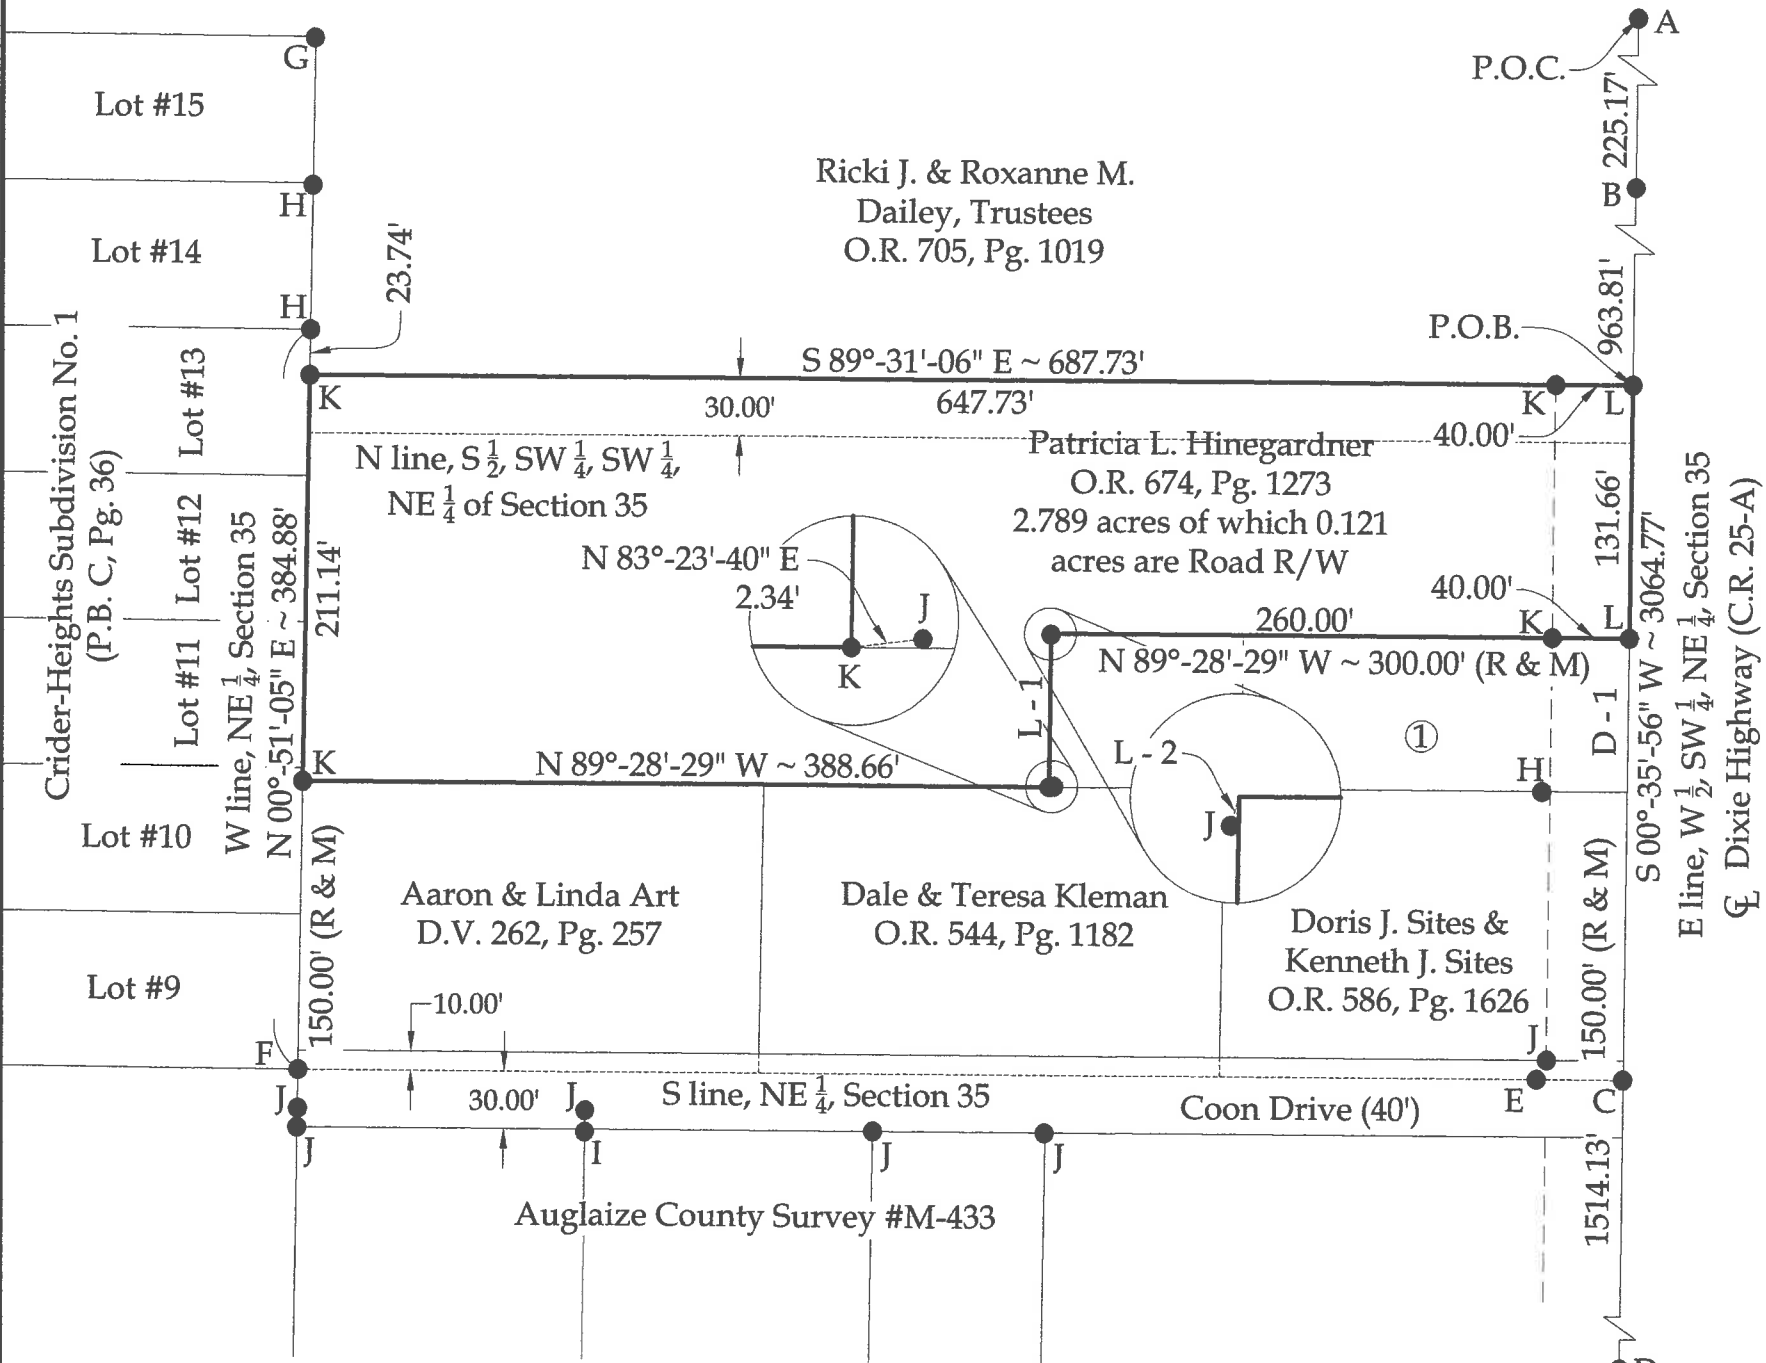 G
A
P.O.C.
Lot #15
225.17'
Ricki J. & Roxanne M.
Dailey, Trustees
O.R. 705, Pg. 1019
H
B
Lot #14
23.74'
963.81'
H
P.O.B.
S 89°-31'-06" E ~ 687.73'
K
30.00'
647.73'
K
L
40.00'
Crider-Heights Subdivision No. 1
(P.B. C, Pg. 36)
Lot #13
Lot #12
Lot #11
N line, S 1/2, SW 1/4, SW 1/4,
NE 1/4 of Section 35
Patricia L. Hinegardner
O.R. 674, Pg. 1273
2.789 acres of which 0.121
acres are Road R/W
131.66'
W line, NE 1/4, Section 35
N 00°-51'-05" E ~ 384.88'
211.14'
N 83°-23'-40" E
2.34'
J
K
40.00'
260.00'
K
L
N 89°-28'-29" W ~ 300.00' (R & M)
S 00°-35'-56" W ~ 3064.77'
E line, W 1/2, SW 1/4, NE 1/4, Section 35
℄ Dixie Highway (C.R. 25-A)
L - 1
L - 2
J
1
D - 1
K
N 89°-28'-29" W ~ 388.66'
H
Lot #10
150.00' (R & M)
Aaron & Linda Art
D.V. 262, Pg. 257
Dale & Teresa Kleman
O.R. 544, Pg. 1182
Doris J. Sites &
Kenneth J. Sites
O.R. 586, Pg. 1626
150.00' (R & M)
Lot #9
10.00'
F
J
J
30.00'
J
S line, NE 1/4, Section 35
Coon Drive (40')
E
C
J
I
J
J
1514.13'
Auglaize County Survey #M-433